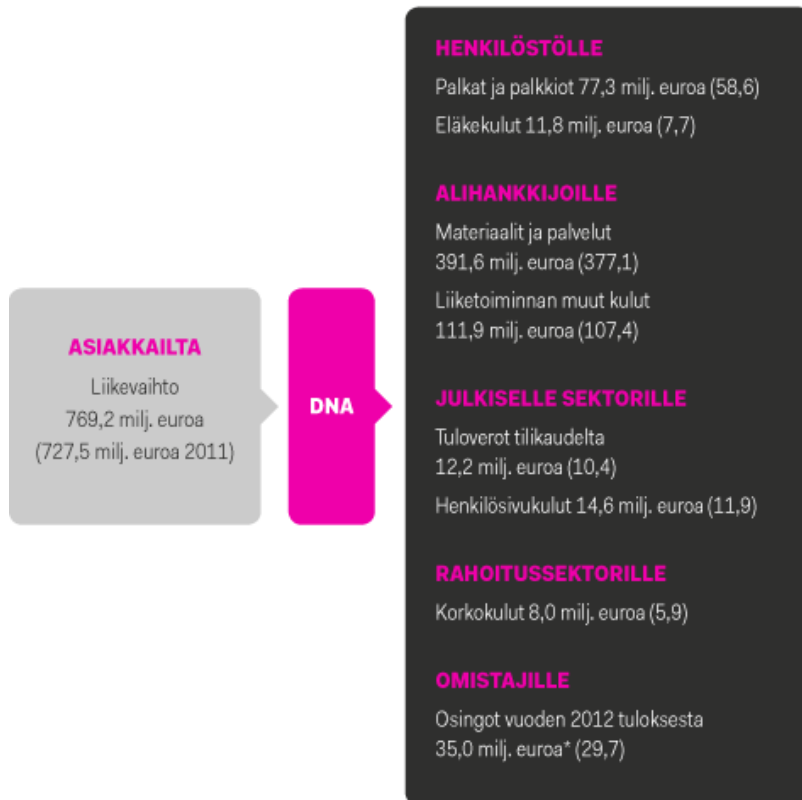 ASIAKKAILTA
Liikevaihto
769,2 milj. euroa
(727,5 milj. euroa 2011)
DNA
HENKILÖSTÖLLE
Palkat ja palkkiot 77,3 milj. euroa (58,6)
Eläkekulut 11,8 milj. euroa (7,7)
ALIHANKKIJOILLE
Materiaalit ja palvelut
391,6 milj. euroa (377,1)
Liiketoiminnan muut kulut
111,9 milj. euroa (107,4)
JULKISELLE SEKTORILLE
Tuloverot tilikaudelta
12,2 milj. euroa (10,4)
Henkilösivukulut 14,6 milj. euroa (11,9)
RAHOITUSSEKTORILLE
Korkokulut 8,0 milj. euroa (5,9)
OMISTAJILLE
Osingot vuoden 2012 tuloksesta
35,0 milj. euroa* (29,7)